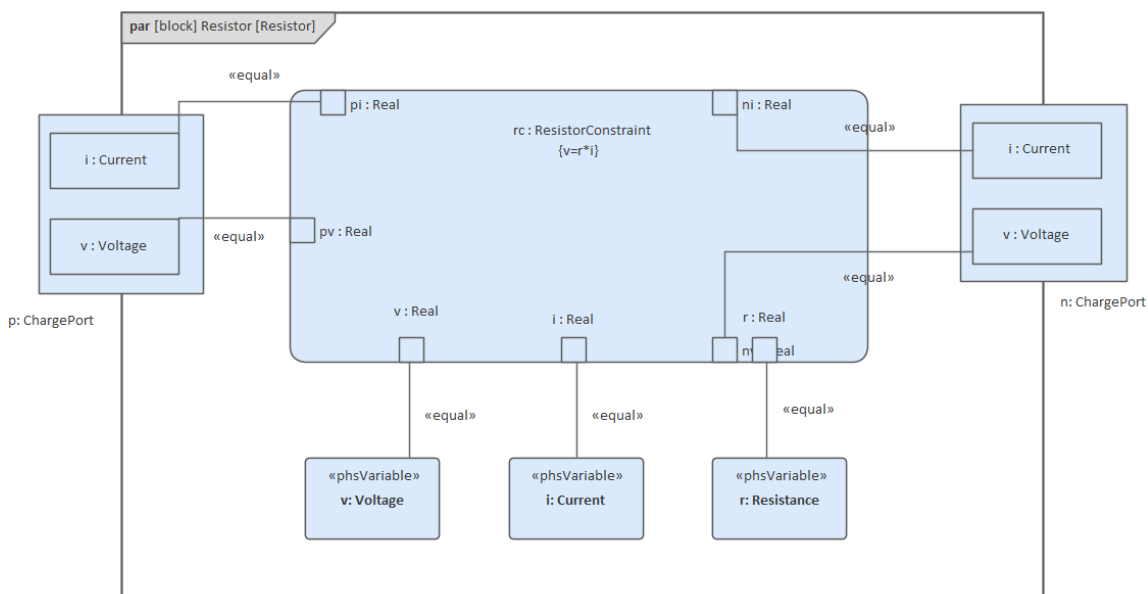 par [block] Resistor [Resistor]
«equal»
pi : Real
ni : Real
«equal»
rc : ResistorConstraint
{v=r*i}
i : Current
i : Current
v : Voltage
«equal»
pv : Real
v : Voltage
«equal»
p: ChargePort
n: ChargePort
v : Real
i : Real
r : Real
«equal»
«equal»
«equal»
«phsVariable»
v: Voltage
«phsVariable»
i: Current
«phsVariable»
r: Resistance